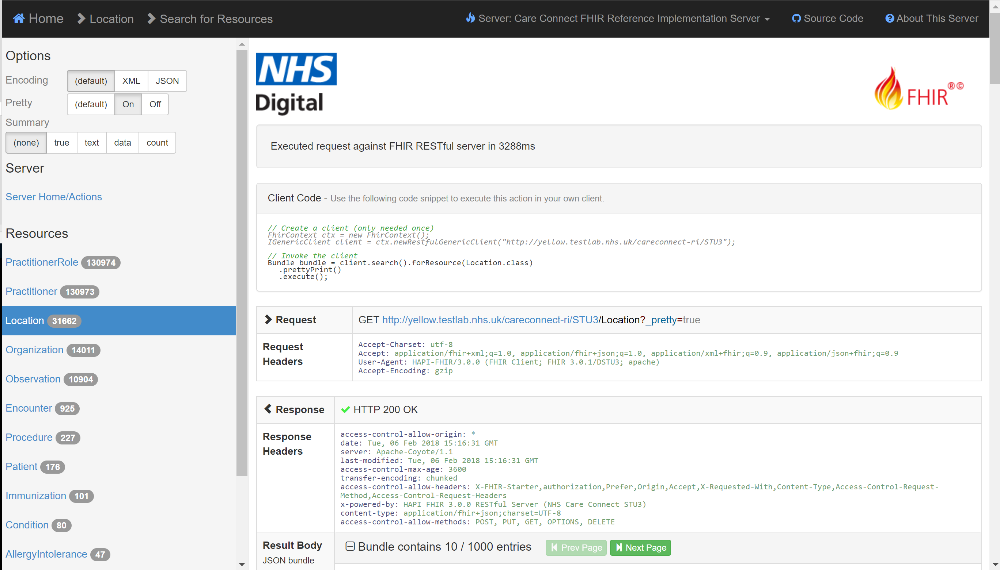 Home Location Search for Resources Server: Care Connect FHIR Reference Implementation Server Source Code About This Server
Options
Encoding (default) XML JSON
Pretty (default) On Off
Summary
(none) true text data count
Server
Server Home/Actions
Resources
PractitionerRole 130974
Practitioner 130973
Location 31662
Organization 14011
Observation 10904
Encounter 925
Procedure 227
Patient 176
Immunization 101
Condition 80
AllergyIntolerance 47
NHS
Digital
FHIR®©
Executed request against FHIR RESTful server in 3288ms
Client Code - Use the following code snippet to execute this action in your own client.
// Create a client (only needed once)
FhirContext ctx = new FhirContext();
IGenericClient client = ctx.newRestfulGenericClient("http://yellow.testlab.nhs.uk/careconnect-ri/STU3");
// Invoke the client
Bundle bundle = client.search().forResource(Location.class)
.prettyPrint()
.execute();
Request GET http://yellow.testlab.nhs.uk/careconnect-ri/STU3/Location?_pretty=true
Request
Headers
Accept-Charset: utf-8
Accept: application/fhir+xml;q=1.0, application/fhir+json;q=1.0, application/xml+fhir;q=0.9, application/json+fhir;q=0.9
User-Agent: HAPI-FHIR/3.0.0 (FHIR Client; FHIR 3.0.1/DSTU3; apache)
Accept-Encoding: gzip
Response HTTP 200 OK
Response
Headers
access-control-allow-origin: *
date: Tue, 06 Feb 2018 15:16:31 GMT
server: Apache-Coyote/1.1
last-modified: Tue, 06 Feb 2018 15:16:31 GMT
access-control-max-age: 3600
transfer-encoding: chunked
access-control-allow-headers: X-FHIR-Starter,authorization,Prefer,Origin,Accept,X-Requested-With,Content-Type,Access-Control-Request-
Method,Access-Control-Request-Headers
x-powered-by: HAPI FHIR 3.0.0 RESTful Server (NHS Care Connect STU3)
content-type: application/fhir+json;charset=UTF-8
access-control-allow-methods: POST, PUT, GET, OPTIONS, DELETE
Result Body
JSON bundle
Bundle contains 10 / 1000 entries Prev Page Next Page